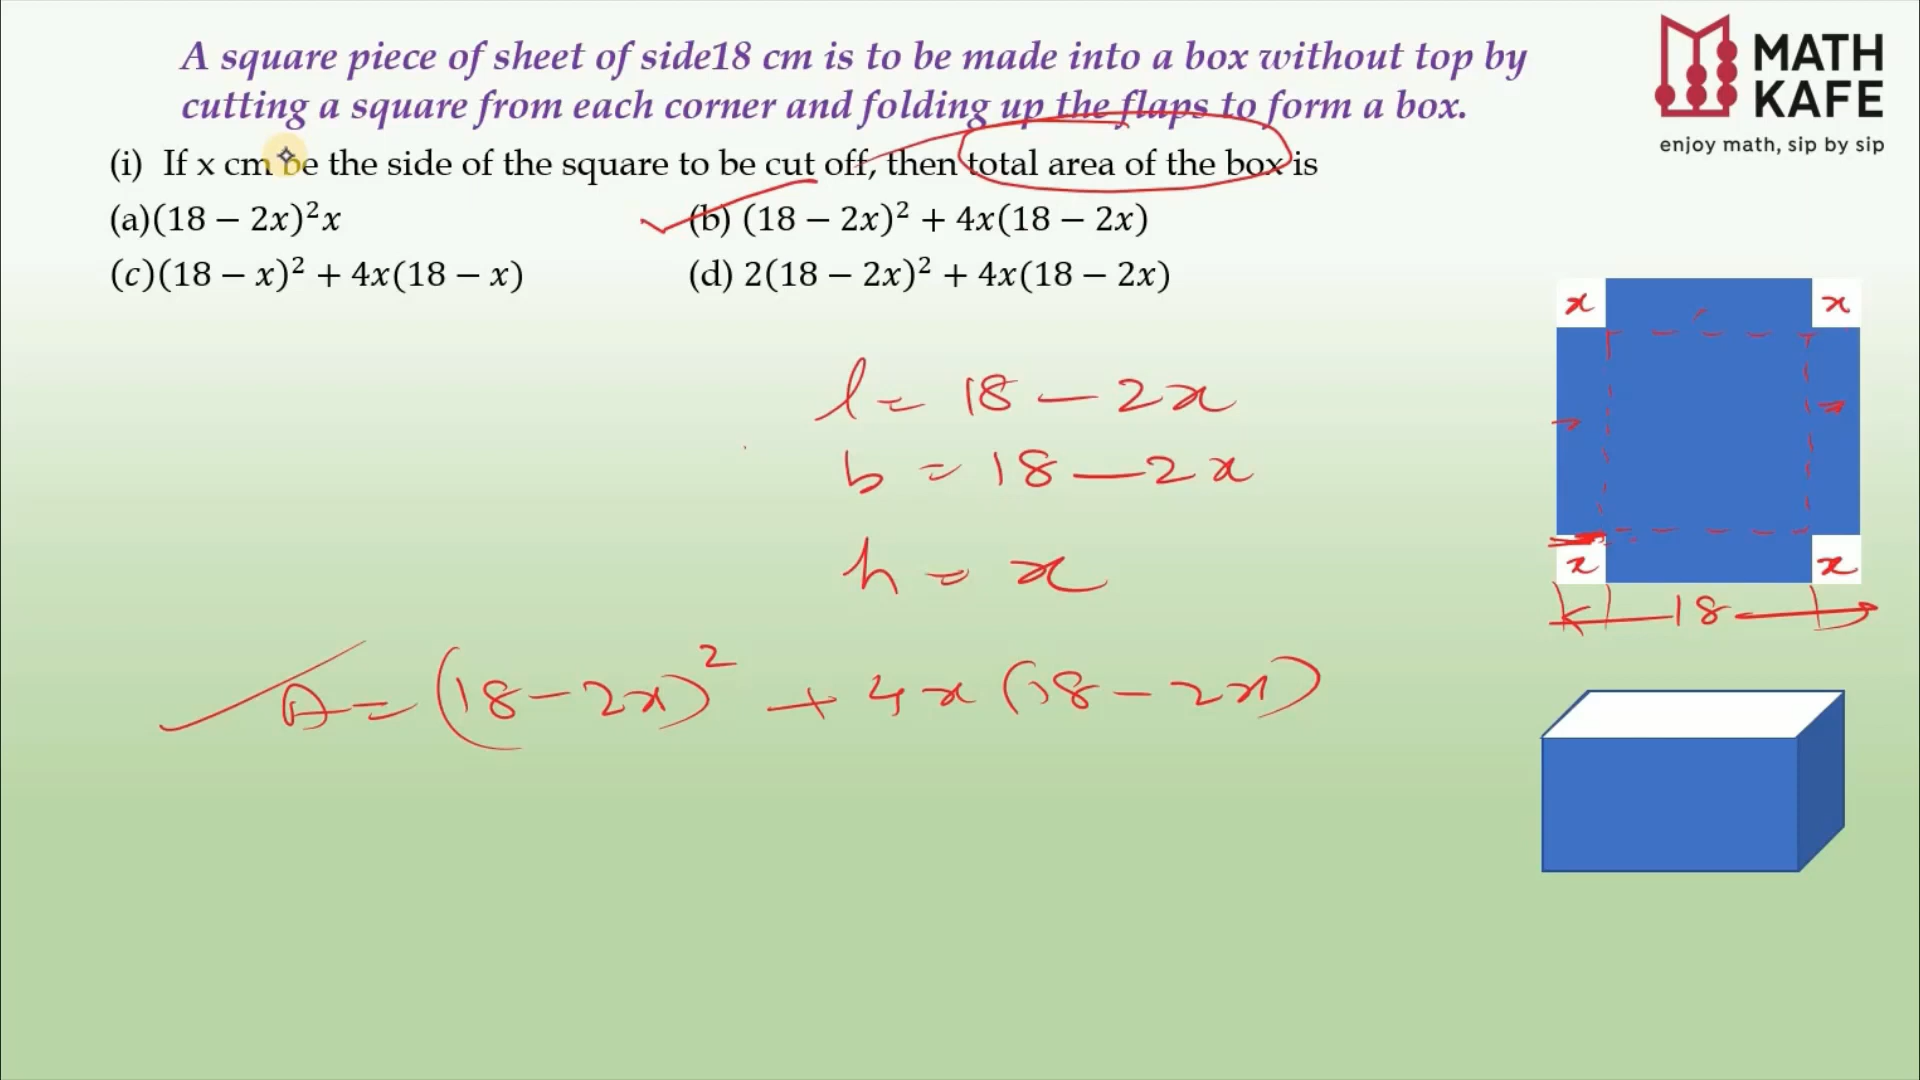 A square piece of sheet of side18 cm is to be made into a box without top by
cutting a square from each corner and folding up the flaps to form a box.
MATH
KAFE
enjoy math, sip by sip
(i) If x cm be the side of the square to be cut off, then total area of the box is
(a)(18 − 2x)²x
(b) (18 − 2x)² + 4x(18 − 2x)
(c)(18 − x)² + 4x(18 − x)
(d) 2(18 − 2x)² + 4x(18 − 2x)
x x
l = 18 − 2x
b = 18 − 2x
h = x
x x
18
A = (18 − 2x)² + 4x (18 − 2x)